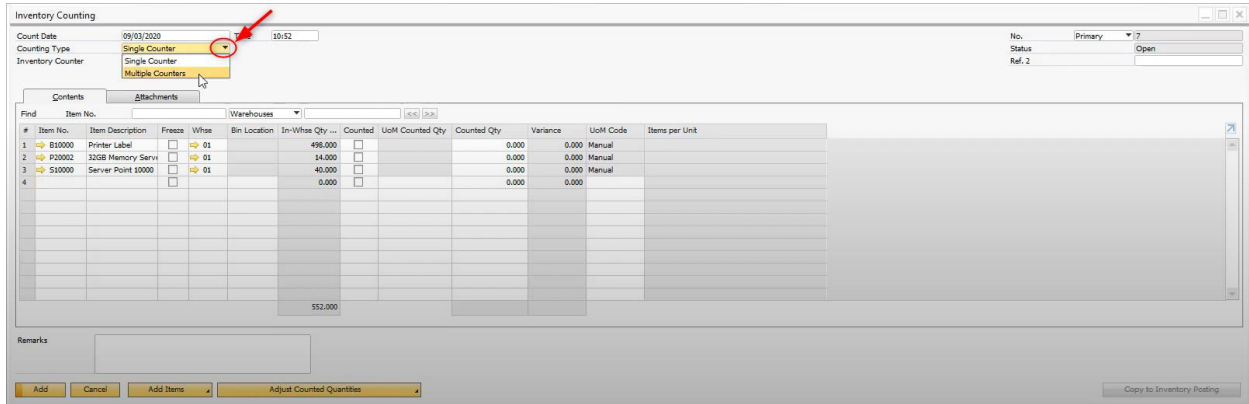 Inventory Counting
Count Date 09/03/2020 10:52 No. Primary 7
Counting Type Single Counter Status Open
Inventory Counter Single Counter Ref. 2
Multiple Counters
Contents Attachments
Find Item No. Warehouses << >>
# Item No. Item Description Freeze Whse Bin Location In-Whse Qty ... Counted UoM Counted Qty Counted Qty Variance UoM Code Items per Unit
1 B10000 Printer Label 01 498.000 0.000 0.000 Manual
2 P20002 32GB Memory Serve 01 14.000 0.000 0.000 Manual
3 S10000 Server Point 10000 01 40.000 0.000 0.000 Manual
4 0.000 0.000 0.000
552.000
Remarks
Add Cancel Add Items Adjust Counted Quantities Copy to Inventory Posting